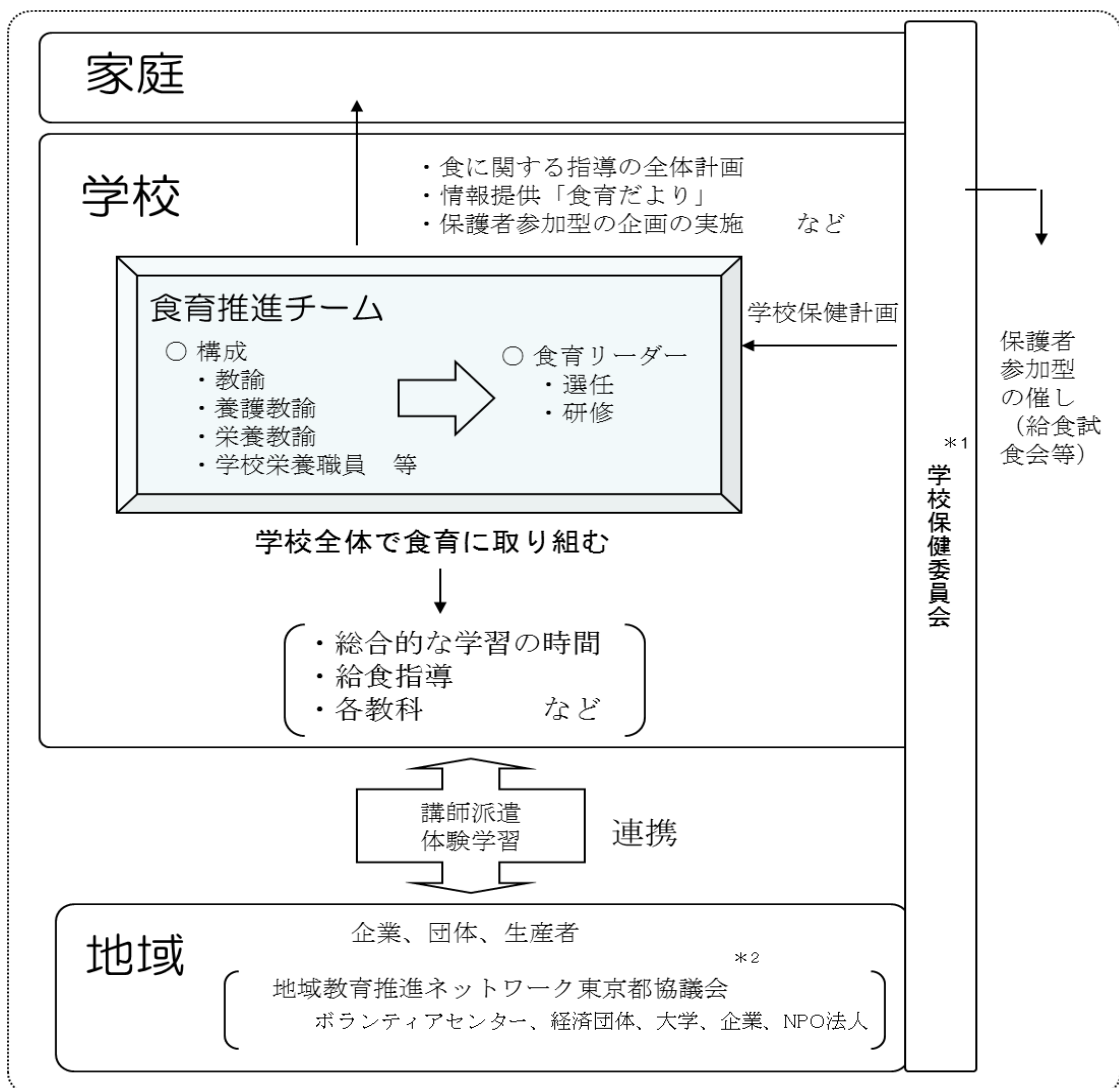 家庭
学校
・食に関する指導の全体計画
・情報提供「食育だより」
・保護者参加型の企画の実施　　など
食育推進チーム
○ 構成
・教諭
・養護教諭
・栄養教諭
・学校栄養職員　等
○ 食育リーダー
・選任
・研修
学校保健計画
学校全体で食育に取り組む
・総合的な学習の時間
・給食指導
・各教科　　　　など
＊1
学校保健委員会
保護者
参加型
の催し
（給食試
食会等）
講師派遣
体験学習
連携
地域
企業、団体、生産者
＊2
地域教育推進ネットワーク東京都協議会
ボランティアセンター、経済団体、大学、企業、NPO法人